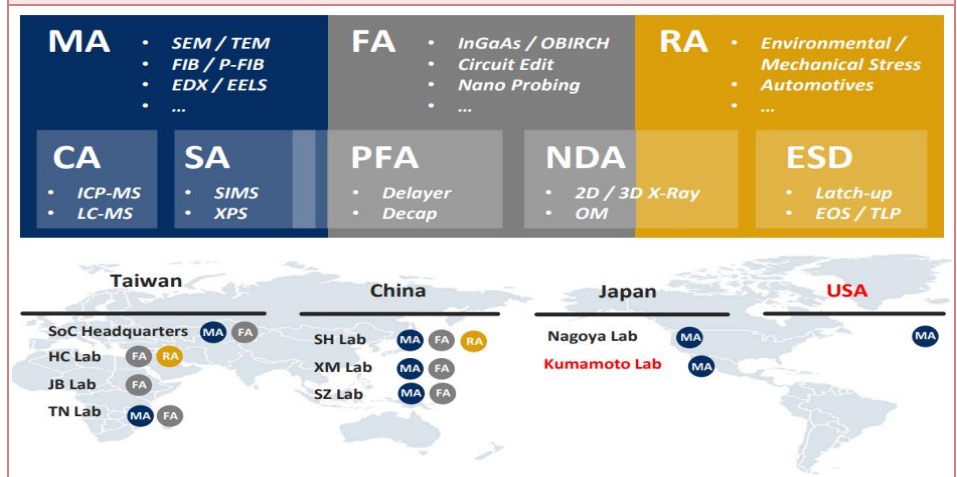 MA
• SEM / TEM
• FIB / P-FIB
• EDX / EELS
• ...
FA
• InGaAs / OBIRCH
• Circuit Edit
• Nano Probing
• ...
RA
• Environmental /
Mechanical Stress
• Automotives
• ...
CA
• ICP-MS
• LC-MS
SA
• SIMS
• XPS
PFA
• Delayer
• Decap
NDA
• 2D / 3D X-Ray
• OM
ESD
• Latch-up
• EOS / TLP
Taiwan
SoC Headquarters MA FA
HC Lab FA RA
JB Lab FA
TN Lab MA FA
China
SH Lab MA FA RA
XM Lab MA FA
SZ Lab MA FA
Japan
Nagoya Lab MA
Kumamoto Lab MA
USA
MA